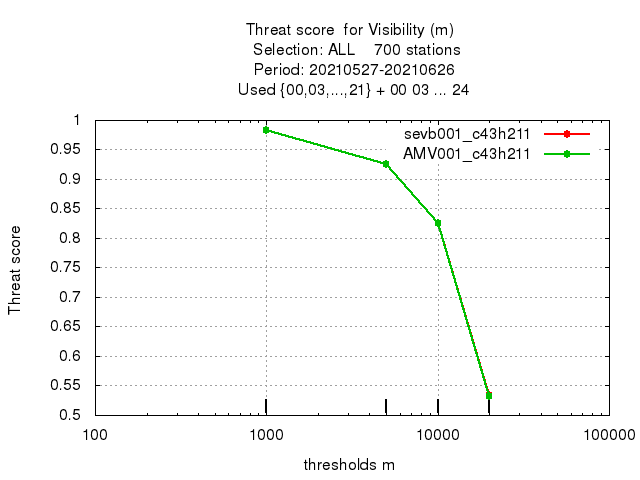 Threat score  for Visibility (m)
Selection: ALL    700 stations
Period: 20210527-20210626
Used {00,03,...,21} + 00 03 ... 24
sevb001_c43h211
AMV001_c43h211
1
0.95
0.9
0.85
0.8
0.75
0.7
0.65
0.6
0.55
0.5
Threat score
100
1000
10000
100000
thresholds m